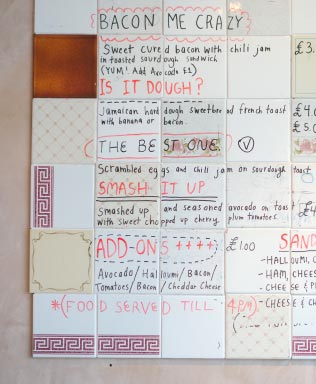 BACON ME CRAZY
Sweet cured bacon with chili jam
in toasted sourdough sandwich
(YUM! Add Avocado £1)
£3.
IS IT DOUGH?
Jamaican hard dough sweetbread french toast
with banana or bacon.
£4.
£5.
THE BEST ONE. V
Scrambled eggs and chili jam on sourdough toast
SMASH IT UP
Smashed up and seasoned avocado on toast
with sweet chopped up cherry plum tomatoes.
£4
ADD-ONS ++++
£1.00
Avocado/Halloumi/Bacon/
Tomatoes/Bacon/Cheddar Cheese
SAND
-HALLOUMI, C
-HAM, CHEES
-CHEESE & P
-CHEESE & C
*(FOOD SERVED TILL 4pm)